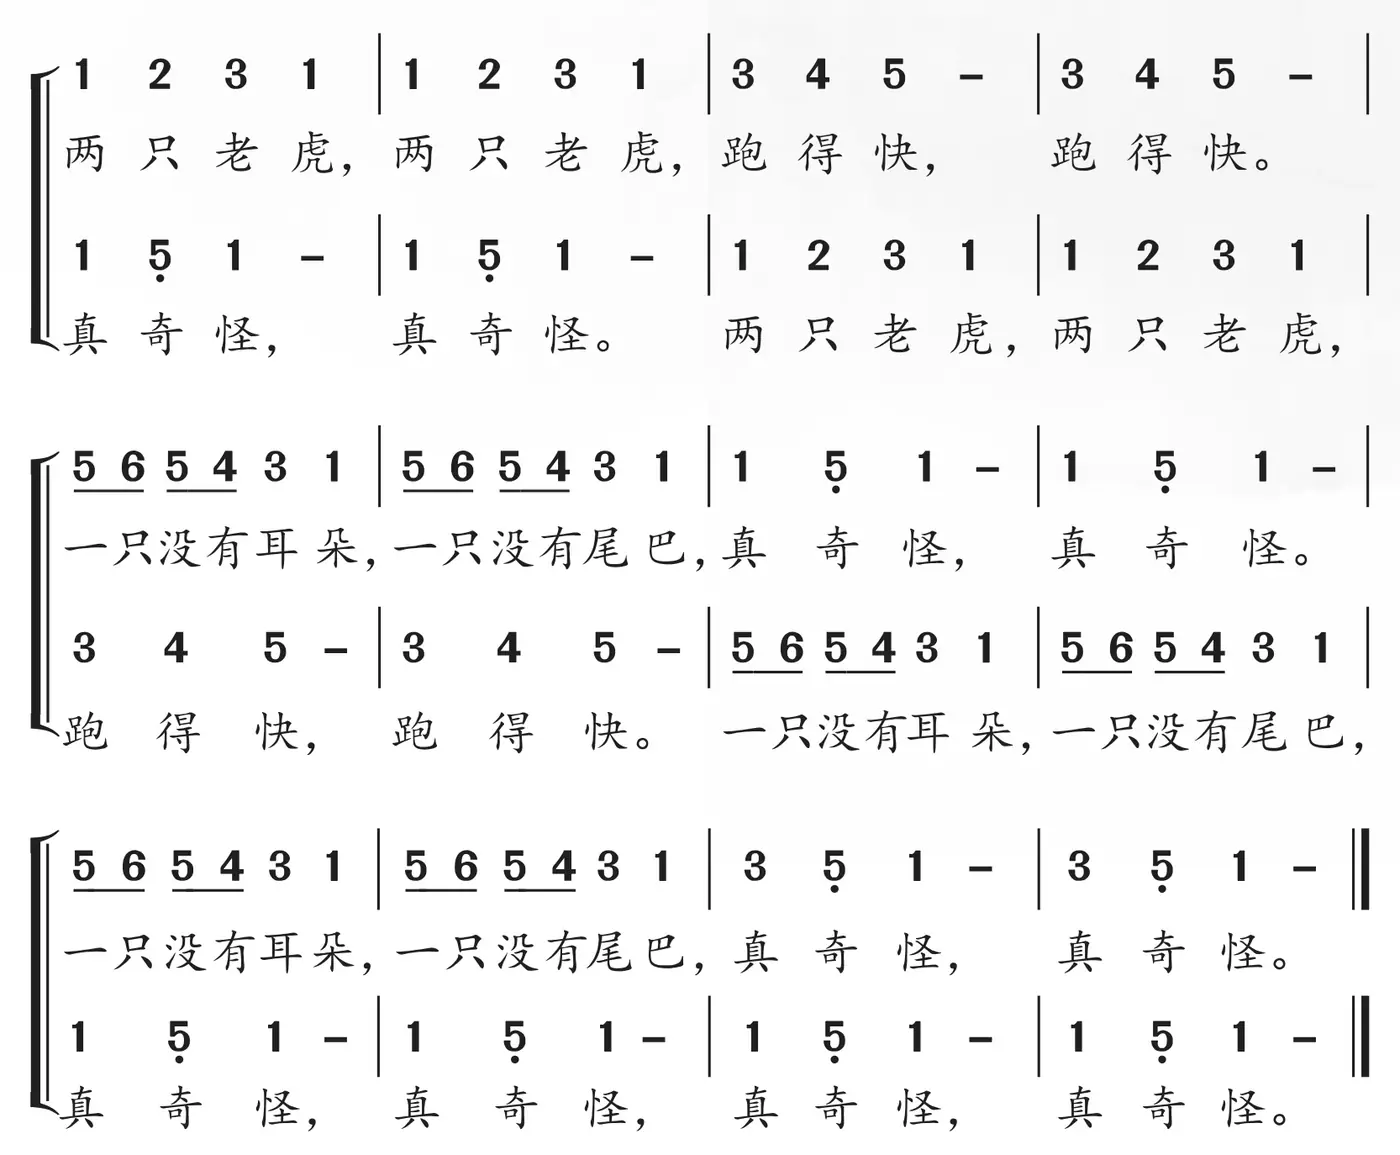 1 2 3 1 | 1 2 3 1 | 3 4 5 – | 3 4 5 – |
两只老虎，两只老虎，跑得快，跑得快。
1 5̣ 1 – | 1 5̣ 1 – | 1 2 3 1 | 1 2 3 1 |
真奇怪，真奇怪。两只老虎，两只老虎，
5 6 5 4 3 1 | 5 6 5 4 3 1 | 1 5̣ 1 – | 1 5̣ 1 – |
一只没有耳朵，一只没有尾巴，真奇怪，真奇怪。
3 4 5 – | 3 4 5 – | 5 6 5 4 3 1 | 5 6 5 4 3 1 |
跑得快，跑得快。一只没有耳朵，一只没有尾巴，
5 6 5 4 3 1 | 5 6 5 4 3 1 | 3 5̣ 1 – | 3 5̣ 1 – ‖
一只没有耳朵，一只没有尾巴，真奇怪，真奇怪。
1 5̣ 1 – | 1 5̣ 1 – | 1 5̣ 1 – | 1 5̣ 1 – ‖
真奇怪，真奇怪，真奇怪，真奇怪。